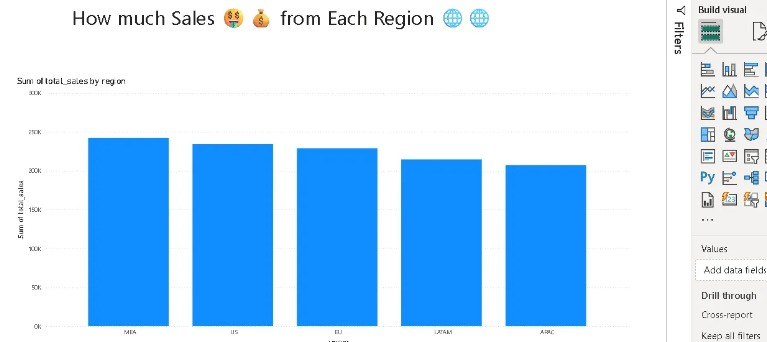 How much Sales 🤑 💰 from Each Region 🌐 🌐
Sum of total_sales by region
300K
250K
200K
150K
100K
50K
0K
Sum of total_sales
MEA
US
EU
LATAM
APAC
Filters
Build visual
Py
123
...
Values
Add data fields
Drill through
Cross-report
Keep all filters